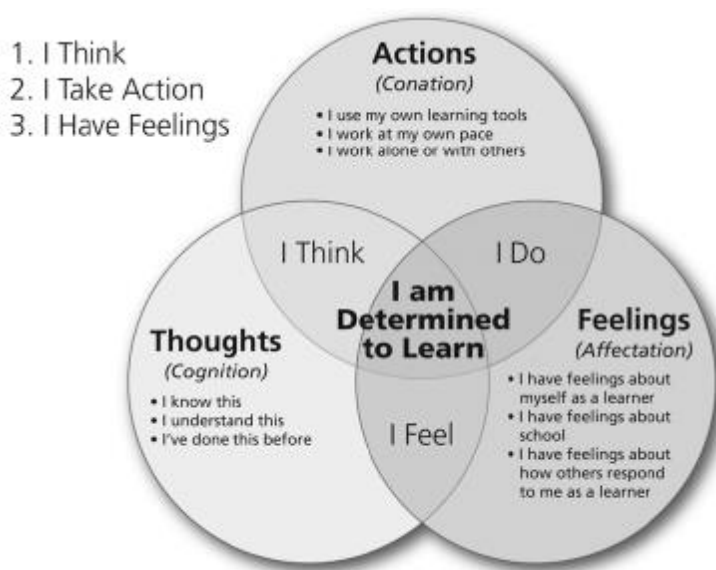 1. I Think
2. I Take Action
3. I Have Feelings
Actions
(Conation)
• I use my own learning tools
• I work at my own pace
• I work alone or with others
I Think
I Do
I am
Determined
to Learn
Thoughts
(Cognition)
• I know this
• I understand this
• I've done this before
Feelings
(Affectation)
• I have feelings about
myself as a learner
• I have feelings about
school
• I have feelings about
how others respond
to me as a learner
I Feel